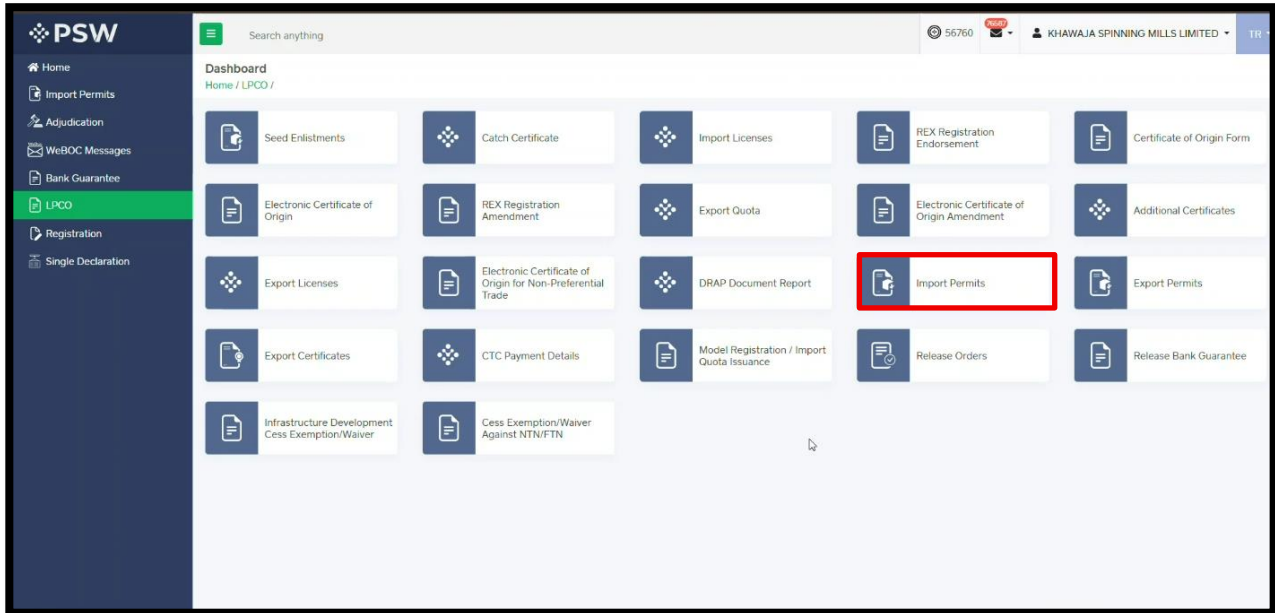 PSW
Search anything
56760
76587
KHAWAJA SPINNING MILLS LIMITED
TR
Home
Import Permits
Adjudication
WeBOC Messages
Bank Guarantee
LPCO
Registration
Single Declaration
Dashboard
Home / LPCO /
Seed Enlistments
Catch Certificate
Import Licenses
REX Registration
Endorsement
Certificate of Origin Form
Electronic Certificate of
Origin
REX Registration
Amendment
Export Quota
Electronic Certificate of
Origin Amendment
Additional Certificates
Export Licenses
Electronic Certificate of
Origin for Non-Preferential
Trade
DRAP Document Report
Import Permits
Export Permits
Export Certificates
CTC Payment Details
Model Registration / Import
Quota Issuance
Release Orders
Release Bank Guarantee
Infrastructure Development
Cess Exemption/Waiver
Cess Exemption/Waiver
Against NTN/FTN